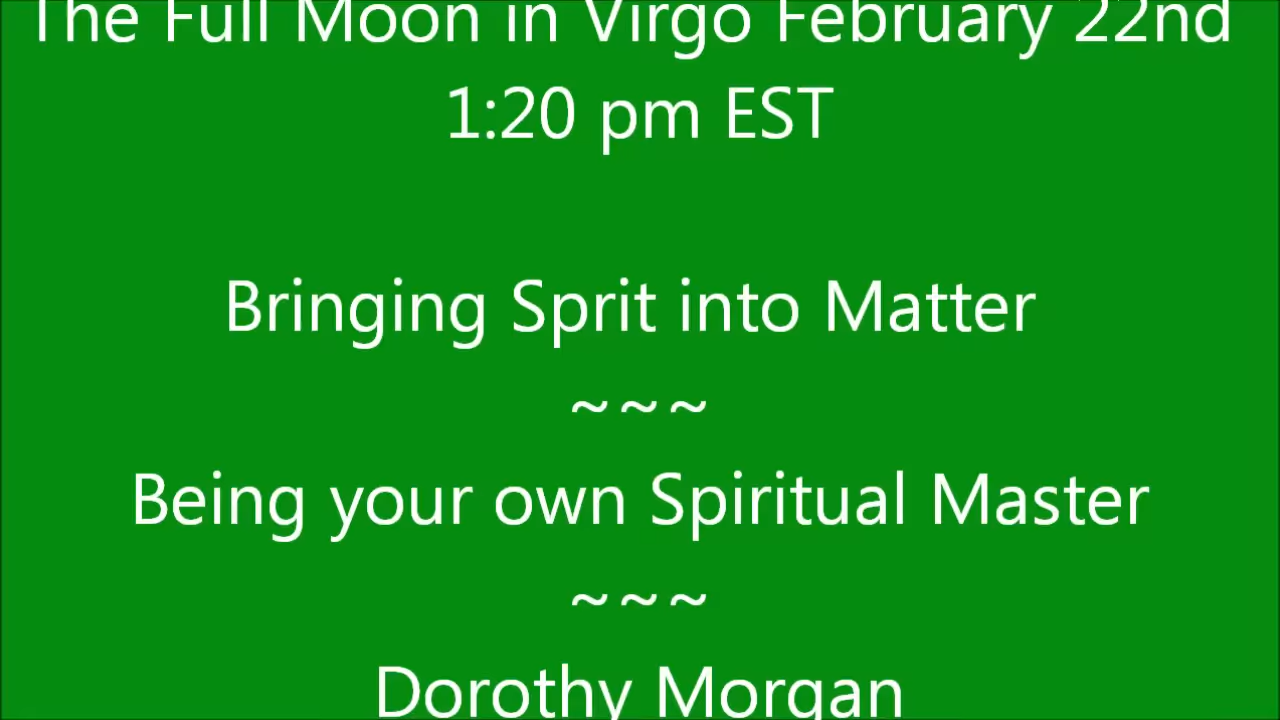 The Full Moon in Virgo February 22nd
1:20 pm EST
Bringing Sprit into Matter
~~~
Being your own Spiritual Master
~~~
Dorothy Morgan